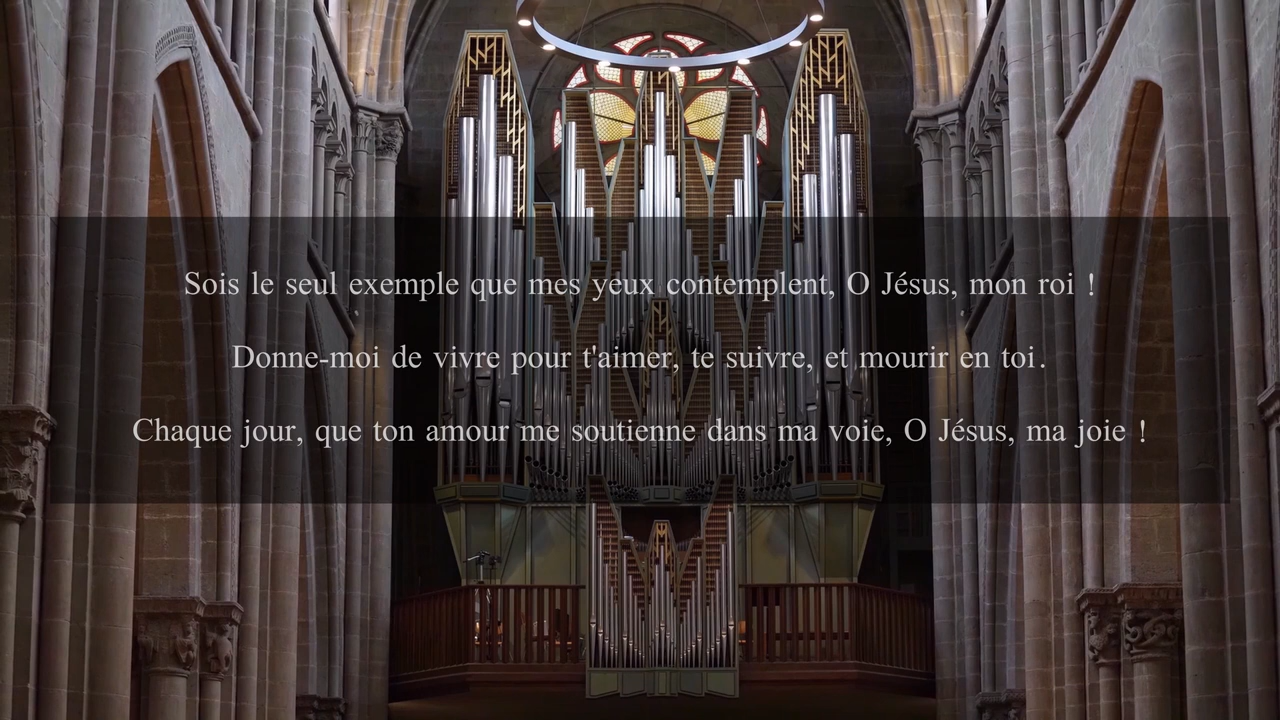 Sois le seul exemple que mes yeux contemplent, O Jésus, mon roi !
Donne-moi de vivre pour t'aimer, te suivre, et mourir en toi.
Chaque jour, que ton amour me soutienne dans ma voie, O Jésus, ma joie !